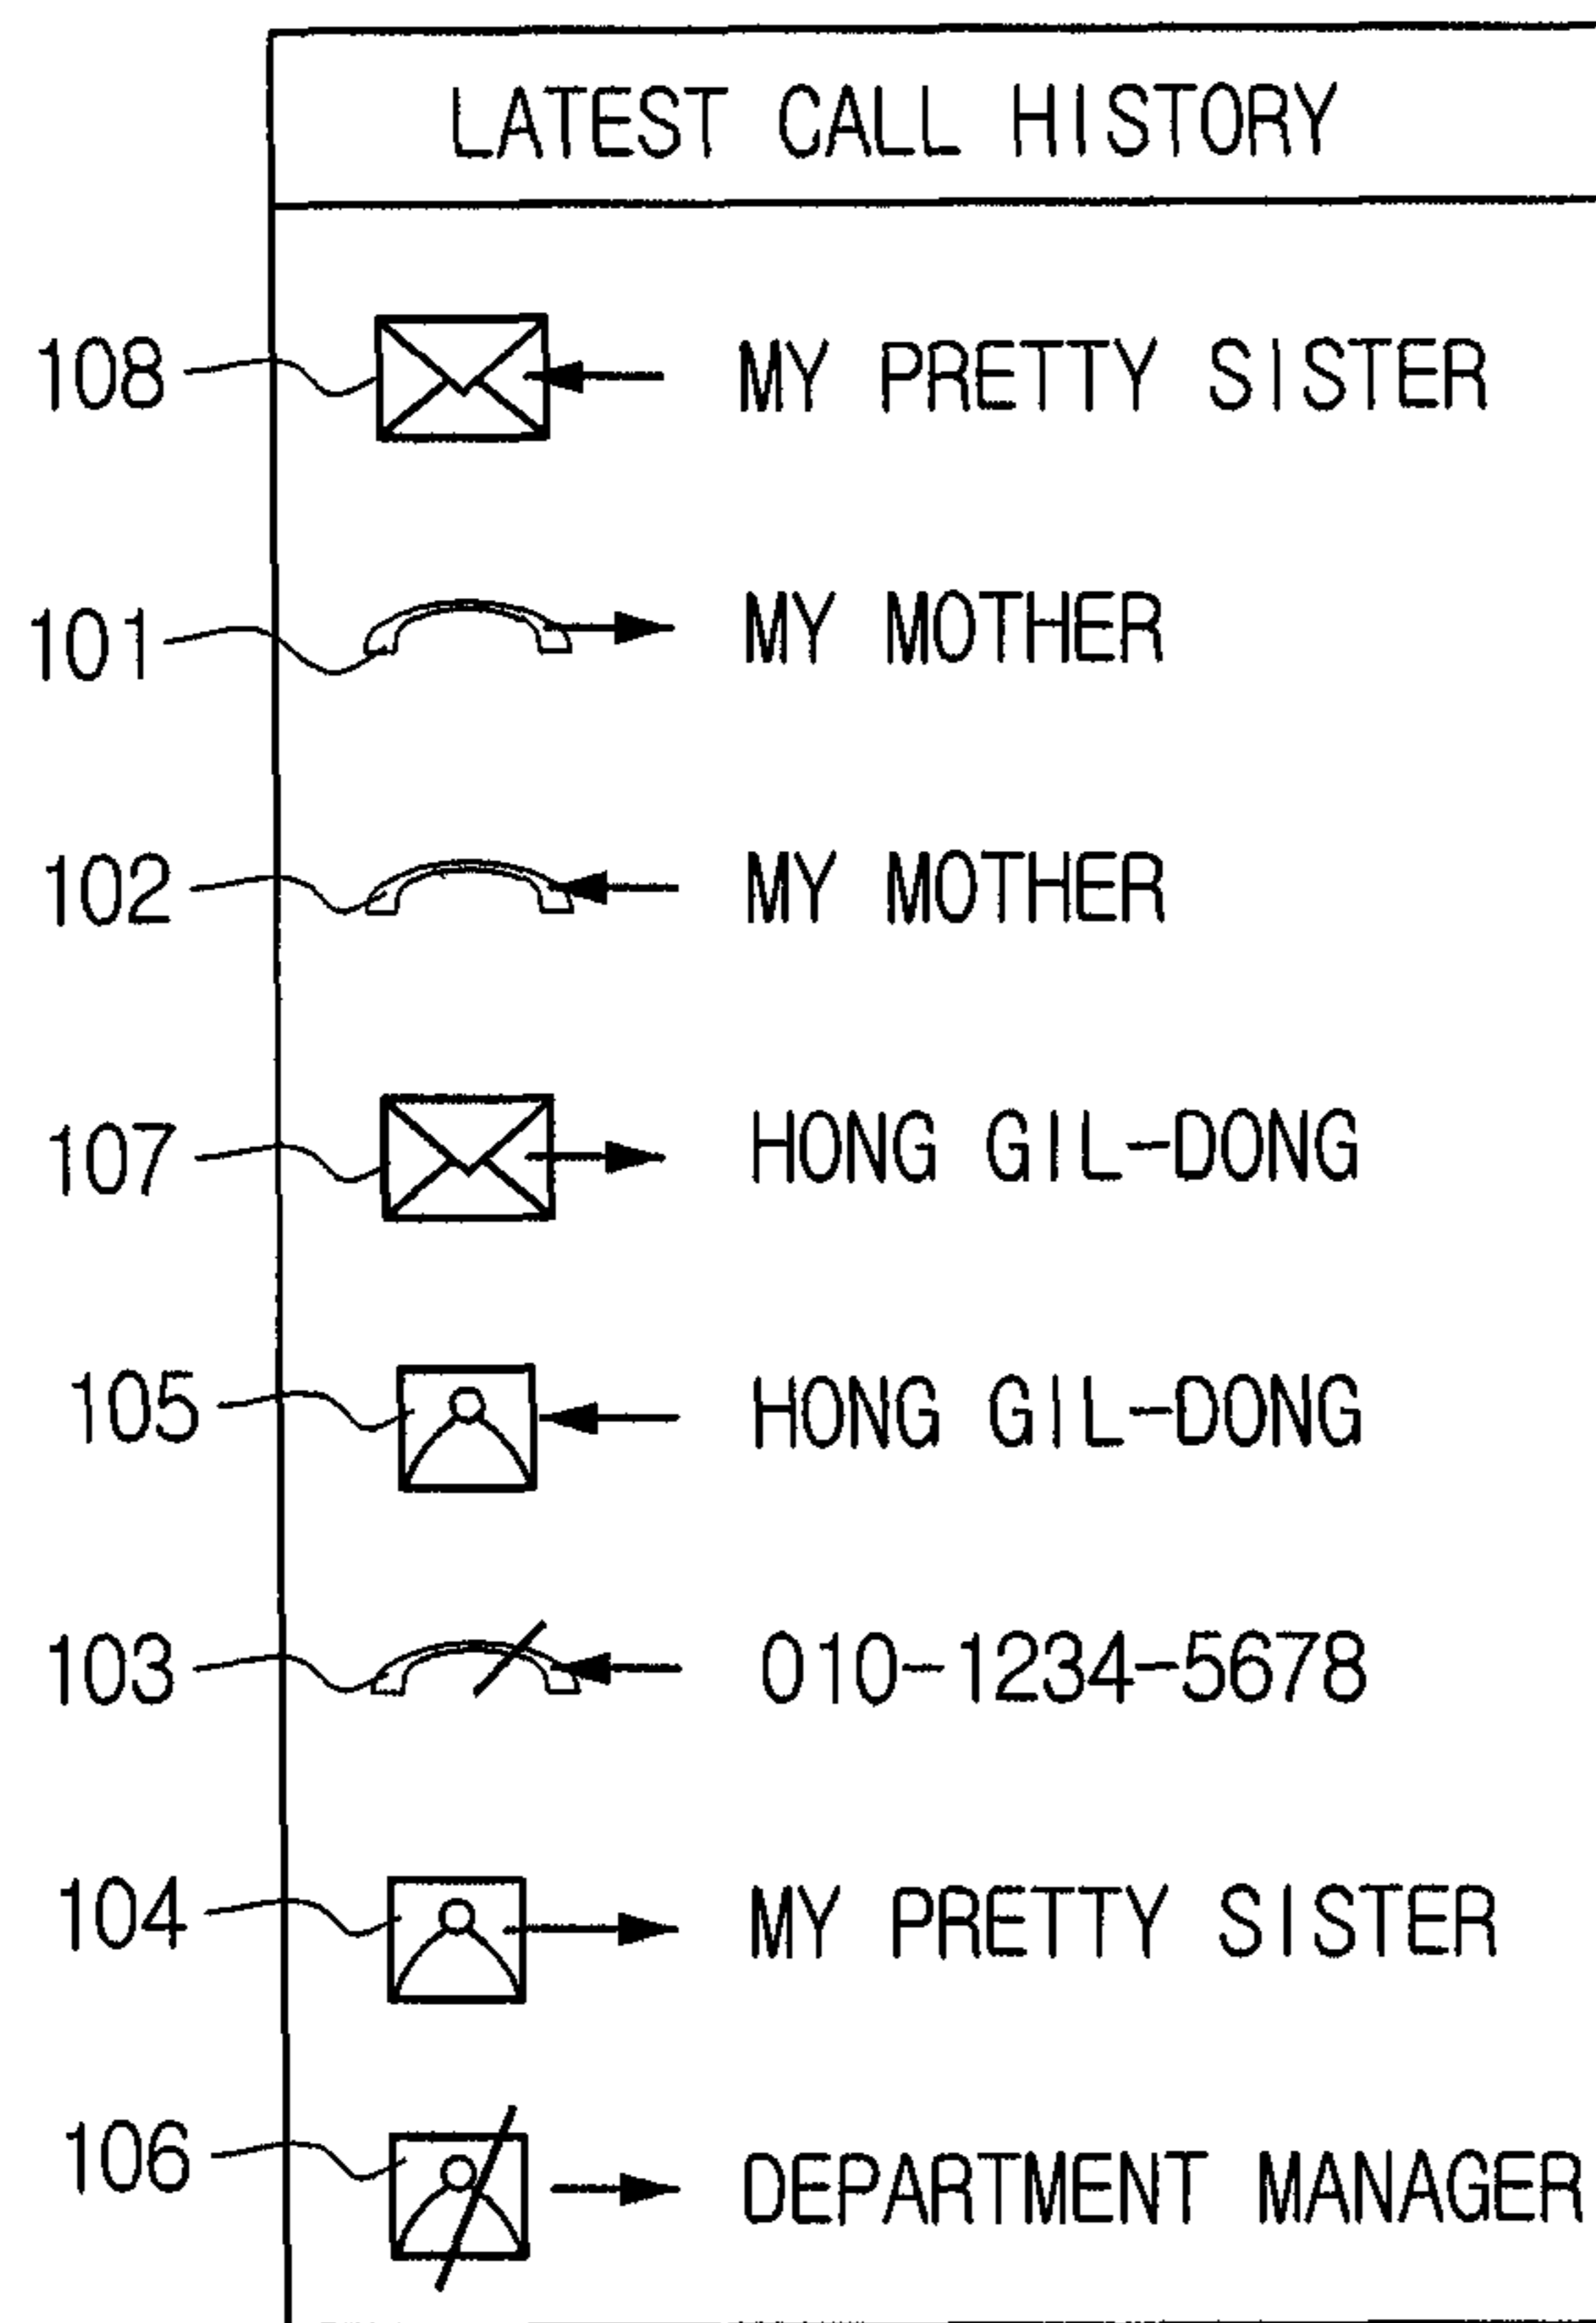 LATEST CALL HISTORY
108 MY PRETTY SISTER
101 MY MOTHER
102 MY MOTHER
107 HONG GIL-DONG
105 HONG GIL-DONG
103 010-1234-5678
104 MY PRETTY SISTER
106 DEPARTMENT MANAGER